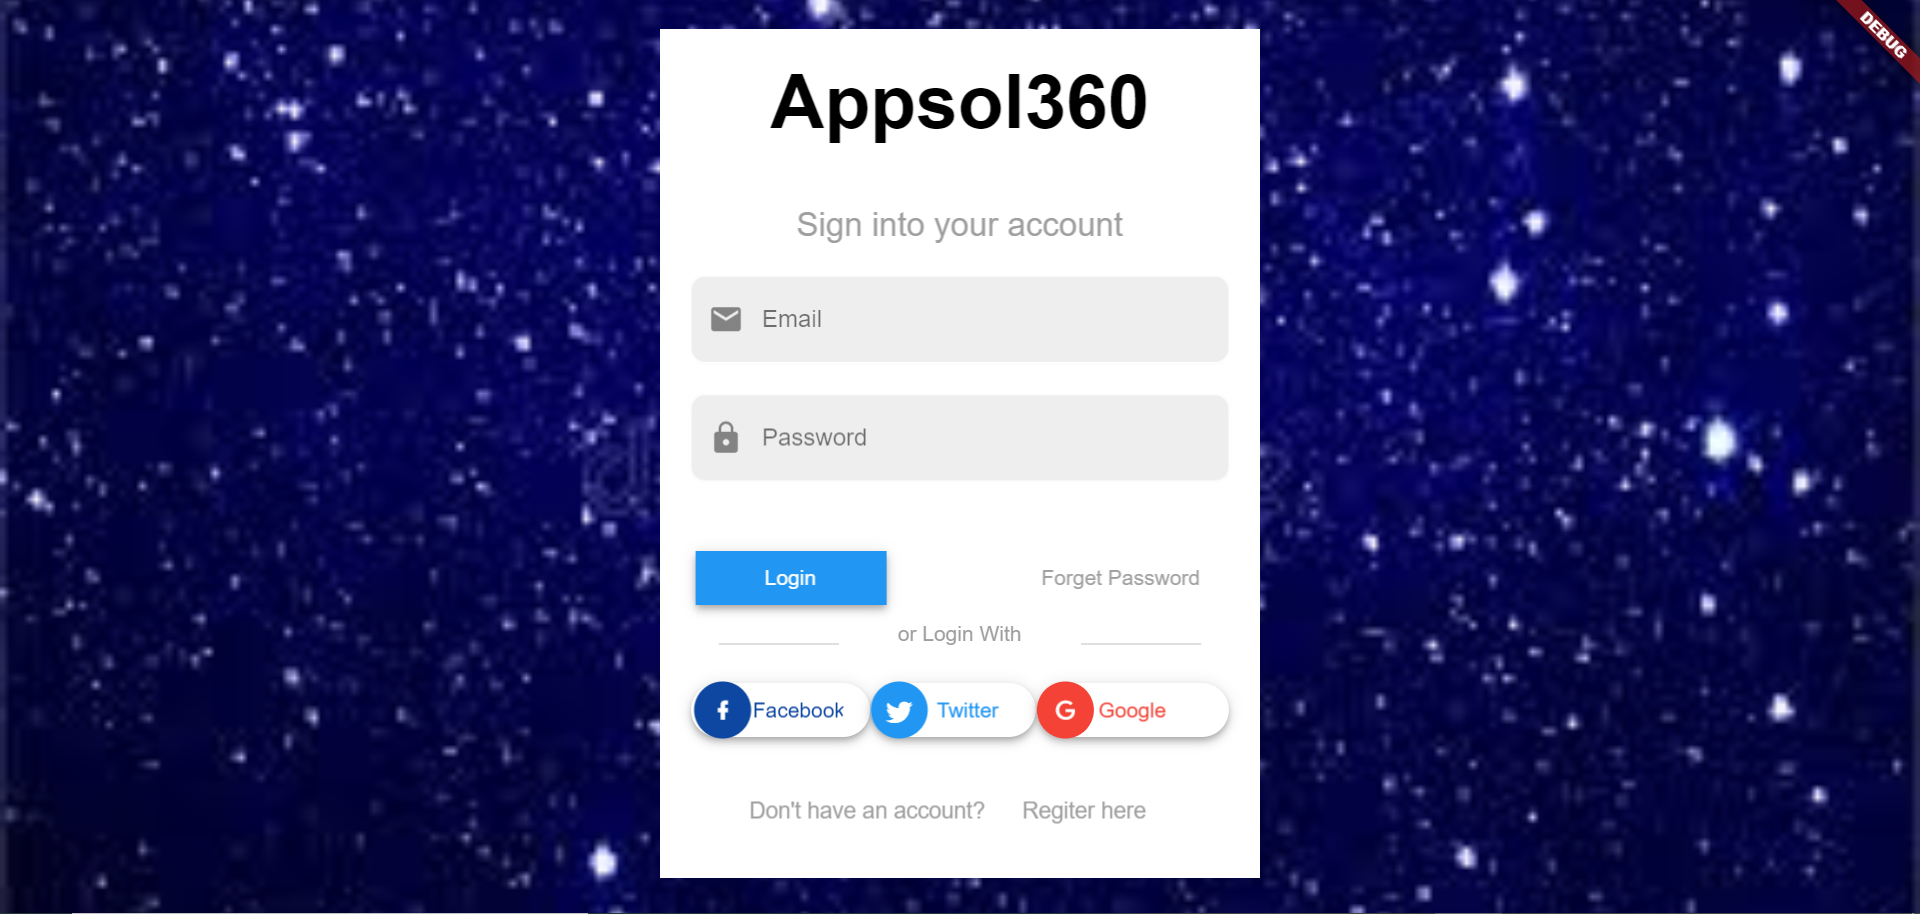 DEBUG
Appsol360
Sign into your account
Email
Password
Login
Forget Password
or Login With
Facebook
Twitter
Google
Don't have an account? Regiter here